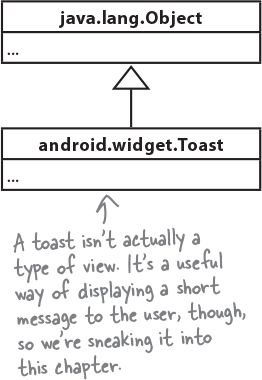 java.lang.Object
...
android.widget.Toast
...
A toast isn't actually a
type of view. It's a useful
way of displaying a short
message to the user, though,
so we're sneaking it into
this chapter.